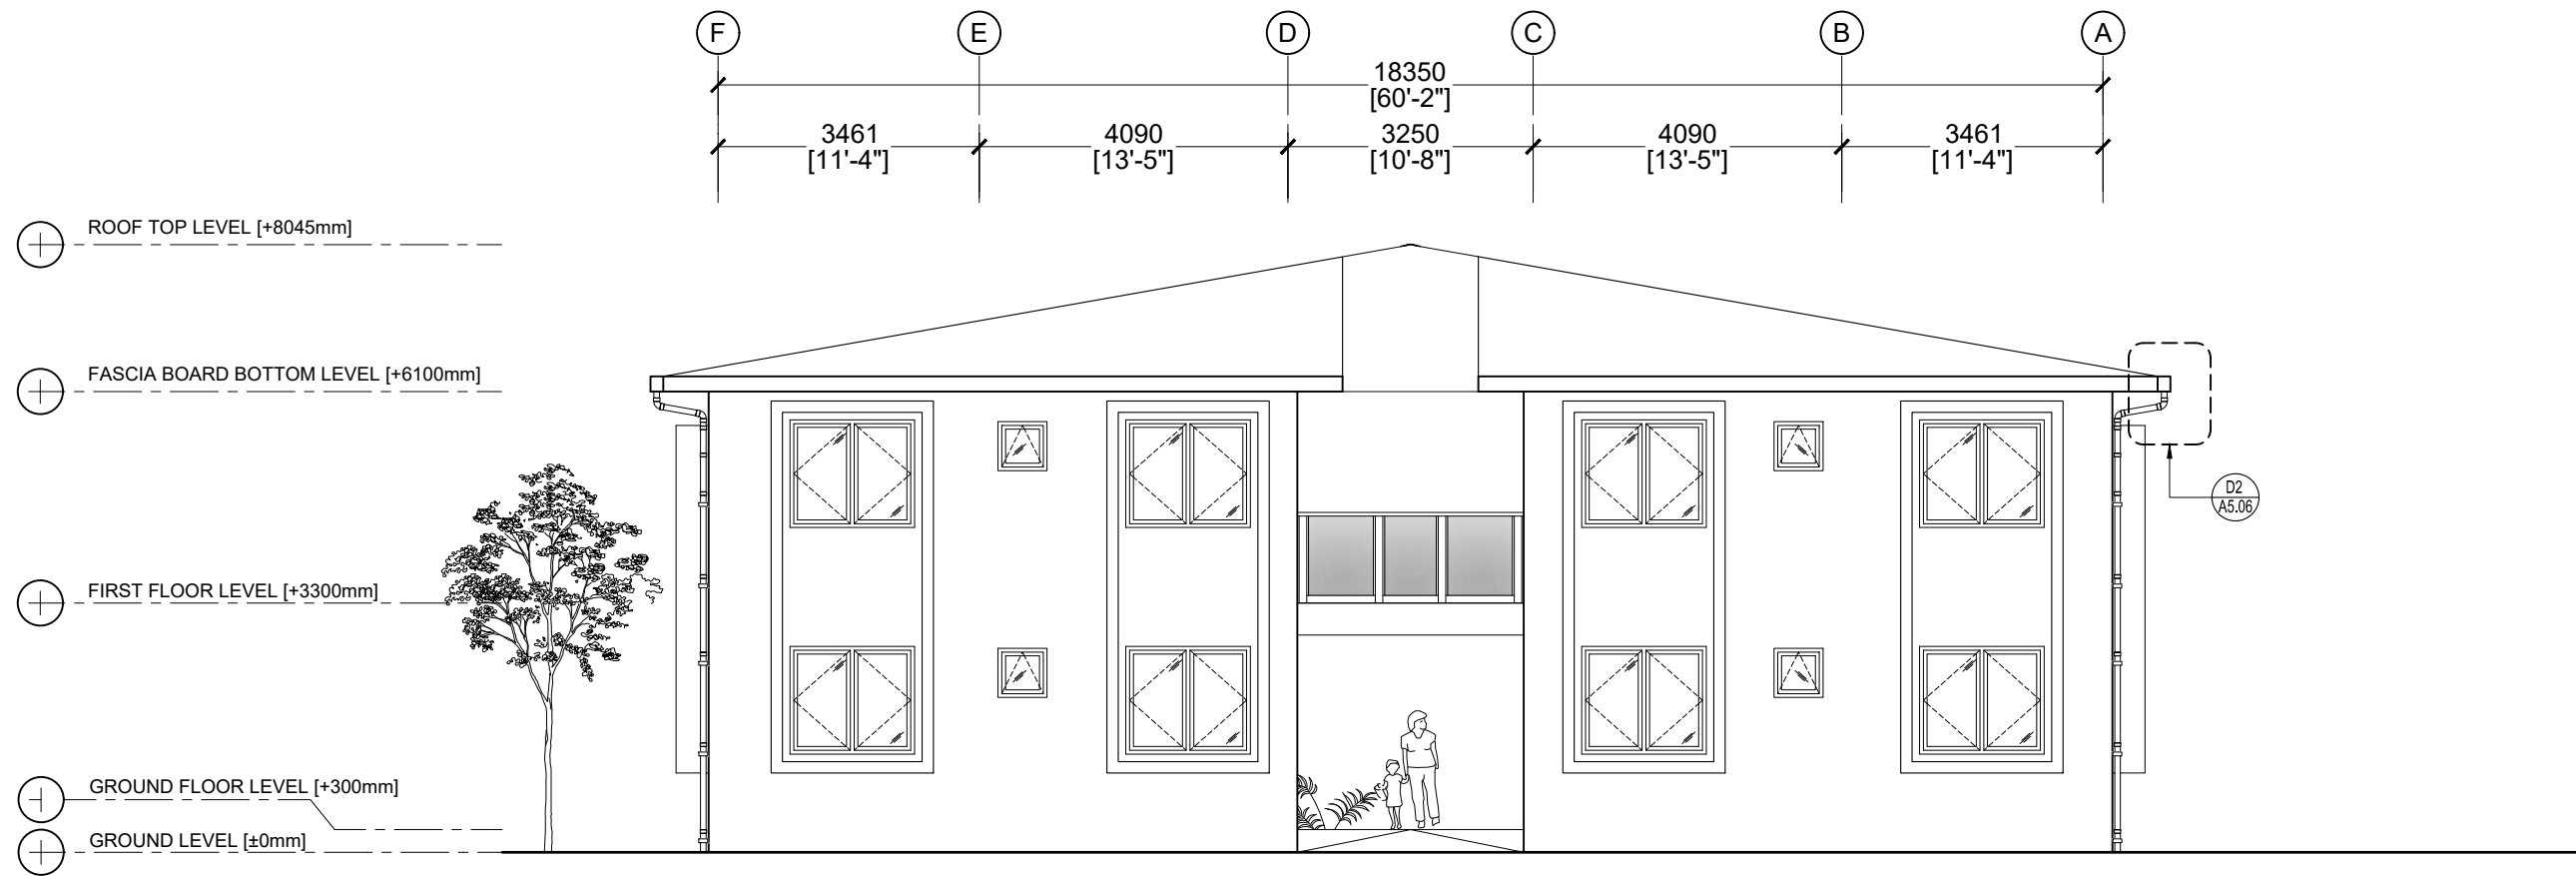 F E D C B A
18350
[60'-2"]
3461 4090 3250 4090 3461
[11'-4"] [13'-5"] [10'-8"] [13'-5"] [11'-4"]
ROOF TOP LEVEL [+8045mm]
FASCIA BOARD BOTTOM LEVEL [+6100mm]
D2
A5.06
FIRST FLOOR LEVEL [+3300mm]
GROUND FLOOR LEVEL [+300mm]
GROUND LEVEL [±0mm]